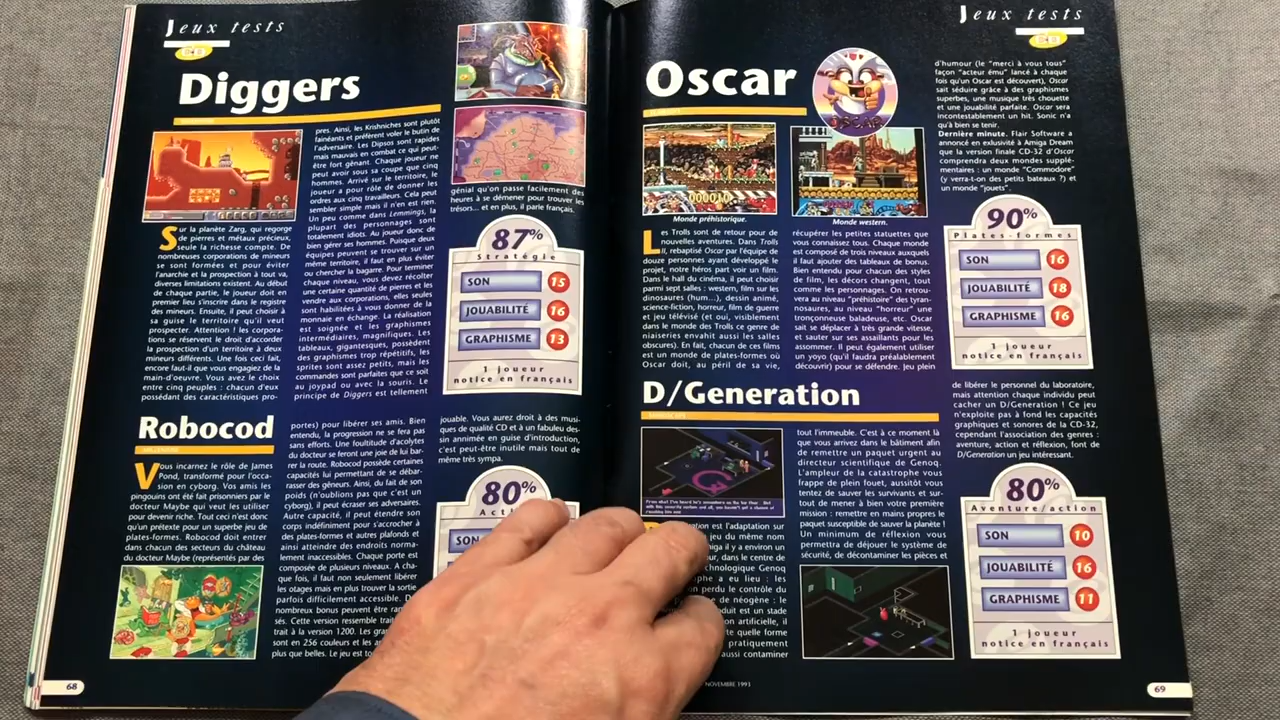 Jeux tests
Diggers
Sur la planète Zarg, qui regorge
de pierres et métaux précieux,
seule la richesse compte. De
nombreuses corporations de mineurs
se sont formées et pour éviter
l'anarchie et la prospection à tout va,
diverses limitations existent. Au début
de chaque partie, le joueur doit en
premier lieu s'inscrire dans le registre
des mineurs. Ensuite, il peut choisir à
sa guise le territoire qu'il veut
prospecter. Attention ! les corpora-
tions se réservent le droit d'accorder
la prospection d'un territoire à deux
mineurs différents. Une fois ceci fait,
encore faut-il que vous engagiez de la
main-d'oeuvre. Vous avez le choix
entre cinq peuples : chacun d'eux
possédant des caractéristiques pro-
pres. Ainsi, les Krishniches sont plutôt
fainéants et préfèrent voler le butin de
l'adversaire. Les Dipsos sont rapides
mais mauvais en combat ce qui peut-
être fort gênant. Chaque joueur ne
peut avoir sous sa coupe que cinq
hommes. Arrivé sur le territoire, le
joueur a pour rôle de donner les
ordres aux cinq travailleurs. Cela peut
sembler simple mais il n'en est rien.
Un peu comme dans Lemmings, la
plupart des personnages sont
totalement idiots. Au joueur donc de
bien gérer ses hommes. Puisque deux
équipes peuvent se trouver sur un
même territoire, il faut en plus éviter
ou chercher la bagarre. Pour terminer
chaque niveau, vous devez récolter
une certaine quantité de pierres et les
vendre aux corporations, elles seules
sont habilitées à vous donner de la
monnaie en échange. La réalisation
est soignée et les graphismes
intermédiaires, magnifiques. Les
tableaux, gigantesques, possèdent
des graphismes trop répétitifs, les
sprites sont assez petits, mais les
commandes sont parfaites que ce soit
au joypad ou avec la souris. Le
principe de Diggers est tellement
génial qu'on passe facilement des
heures à se démener pour trouver les
trésors... et en plus, il parle français.
87%
Stratégie
SON 15
JOUABILITÉ 16
GRAPHISME 13
1 joueur
notice en français
Robocod
MILLENNIUM
Vous incarnez le rôle de James
Pond, transformé pour l'occa-
sion en cyborg. Vos amis les
pingouins ont été fait prisonniers par le
docteur Maybe qui veut les utiliser
pour devenir riche. Tout ceci n'est donc
qu'un prétexte pour un superbe jeu de
plates-formes. Robocod doit entrer
dans chacun des secteurs du château
du docteur Maybe (représentés par des
portes) pour libérer ses amis. Bien
entendu, la progression ne se fera pas
sans efforts. Une foultitude d'acolytes
du docteur se feront une joie de lui bar-
rer la route. Robocod possède certaines
capacités lui permettant de se débar-
rasser des gêneurs. Ainsi, du fait de son
poids (n'oublions pas que c'est un
cyborg), il peut écraser ses adversaires.
Autre capacité, il peut étendre son
corps indéfiniment pour s'accrocher à
des plates-formes et autres plafonds et
ainsi atteindre des endroits normale-
ment inaccessibles. Chaque porte est
composée de plusieurs niveaux. A cha-
que fois, il faut non seulement libérer
les otages mais en plus trouver la sortie
parfois difficilement accessible. D
nombreux bonus peuvent être
sés. Cette version ressemble trait
trait à la version 1200. Les
sont en 256 couleurs et les
plus que belles. Le jeu est
jouable. Vous aurez droit à des musi-
ques de qualité CD et à un fabuleux des-
sin animée en guise d'introduction,
c'est peut-être inutile mais tout de
même très sympa.
80%
SON
68
Jeux tests
Oscar
OSCAR
Monde préhistorique.
Monde western.
Les Trolls sont de retour pour de
nouvelles aventures. Dans Trolls
II, rebaptisé Oscar par l'équipe de
douze personnes ayant développé le
projet, notre héros part voir un film.
Dans le hall du cinéma, il peut choisir
parmi sept salles : western, film sur les
dinosaures (hum...), dessin animé,
science-fiction, horreur, film de guerre
et jeu télévisé (et oui, visiblement
dans le monde des Trolls ce genre de
niaiseries envahit aussi les salles
obscures). En fait, chacun de ces films
est un monde de plates-formes où
Oscar doit, au péril de sa vie,
récupérer les petites statuettes que
vous connaissez tous. Chaque monde
est composé de trois niveaux auxquels
il faut ajouter des tableaux de bonus.
Bien entendu pour chacun des styles
de film, les décors changent, tout
comme les personnages. On retrou-
vera au niveau "préhistoire" des tyran-
nosaures, au niveau "horreur" une
tronçonneuse baladeuse, etc. Oscar
sait se déplacer à très grande vitesse,
et sauter sur ses assaillants pour les
assommer. Il peut également utiliser
un yoyo (qu'il faudra préalablement
découvrir) pour se défendre. Jeu plein
d'humour (le "merci à vous tous"
façon "acteur ému" lancé à chaque
fois qu'un Oscar est découvert), Oscar
sait séduire grâce à des graphismes
superbes, une musique très chouette
et une jouabilité parfaite. Oscar sera
incontestablement un hit. Sonic n'a
qu'à bien se tenir.
Dernière minute. Flair Software a
annoncé en exlusivité à Amiga Dream
que la version finale CD-32 d'Oscar
comprendra deux mondes supplé-
mentaires : un monde "Commodore"
(y verra-t-on des petits bateaux ?) et
un monde "jouets".
90%
Plates-formes
SON 16
JOUABILITÉ 18
GRAPHISME 16
1 joueur
notice en français
D/Generation
est l'adaptation sur
jeu du même nom
il y a environ un
dans le centre de
Genoq
a eu lieu : les
perdu le contrôle du
de néogène : le
est un stade
artificielle, il
quelle forme
pratiquement
aussi contaminer
tout l'immeuble. C'est à ce moment là
que vous arrivez dans le bâtiment afin
de remettre un paquet urgent au
directeur scientifique de Genoq.
L'ampleur de la catastrophe vous
frappe de plein fouet, aussitôt vous
tentez de sauver les survivants et sur-
tout de mener à bien votre première
mission : remettre en mains propres le
paquet susceptible de sauver la planète !
Un minimum de réflexion vous
permettra de déjouer le système de
sécurité, de décontaminer les pièces et
de libérer le personnel du laboratoire,
mais attention chaque individu peut
cacher un D/Generation ! Ce jeu
n'exploite pas à fond les capacités
graphiques et sonores de la CD-32,
cependant l'association des genres :
aventure, action et réflexion, font de
D/Generation un jeu intéressant.
80%
Aventure/action
SON 10
JOUABILITÉ 16
GRAPHISME 11
1 joueur
notice en français
NOVEMBRE 1993
69